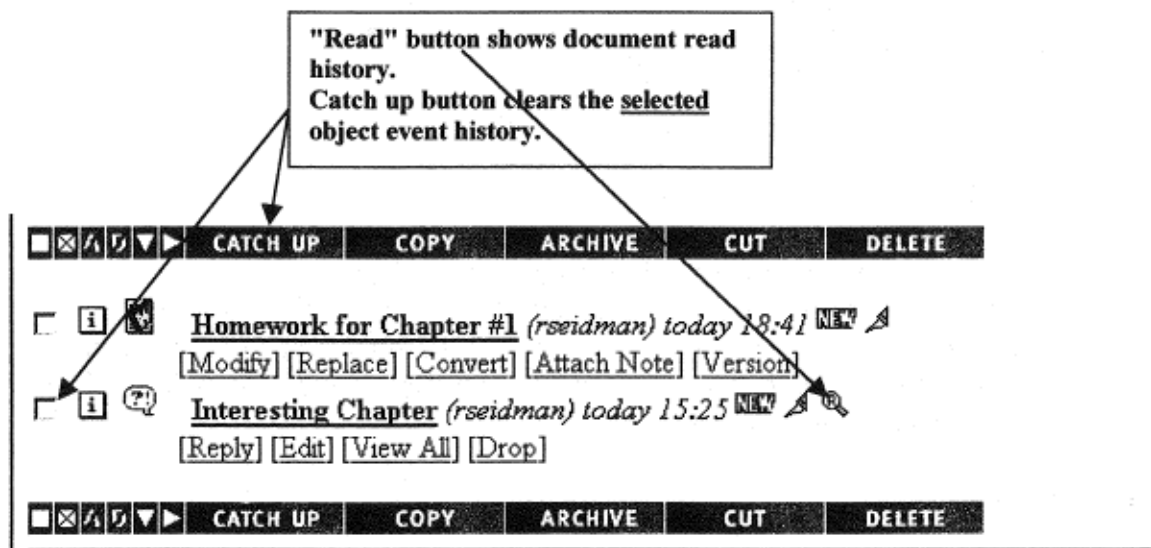 "Read" button shows document read
history.
Catch up button clears the selected
object event history.
CATCH UP COPY ARCHIVE CUT DELETE
i Homework for Chapter #1 (rseidman) today 18:41 NEW
[Modify] [Replace] [Convert] [Attach Note] [Version]
i ?! Interesting Chapter (rseidman) today 15:25 NEW
[Reply] [Edit] [View All] [Drop]
CATCH UP COPY ARCHIVE CUT DELETE